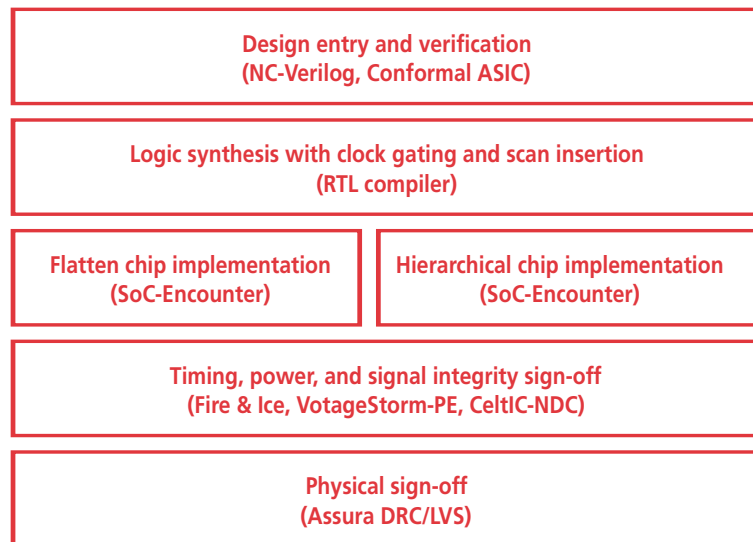 Design entry and verification
(NC-Verilog, Conformal ASIC)
Logic synthesis with clock gating and scan insertion
(RTL compiler)
Flatten chip implementation
(SoC-Encounter)
Hierarchical chip implementation
(SoC-Encounter)
Timing, power, and signal integrity sign-off
(Fire & Ice, VotageStorm-PE, CeltIC-NDC)
Physical sign-off
(Assura DRC/LVS)